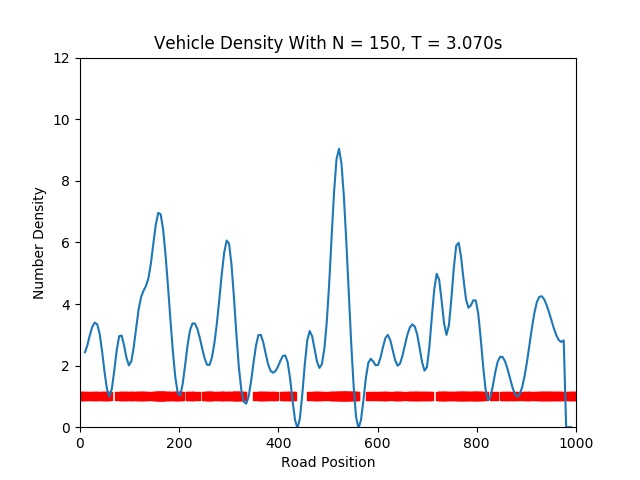 Vehicle Density With N = 150, T = 3.070s
12
10
8
6
4
2
0
Number Density
0 200 400 600 800 1000
Road Position